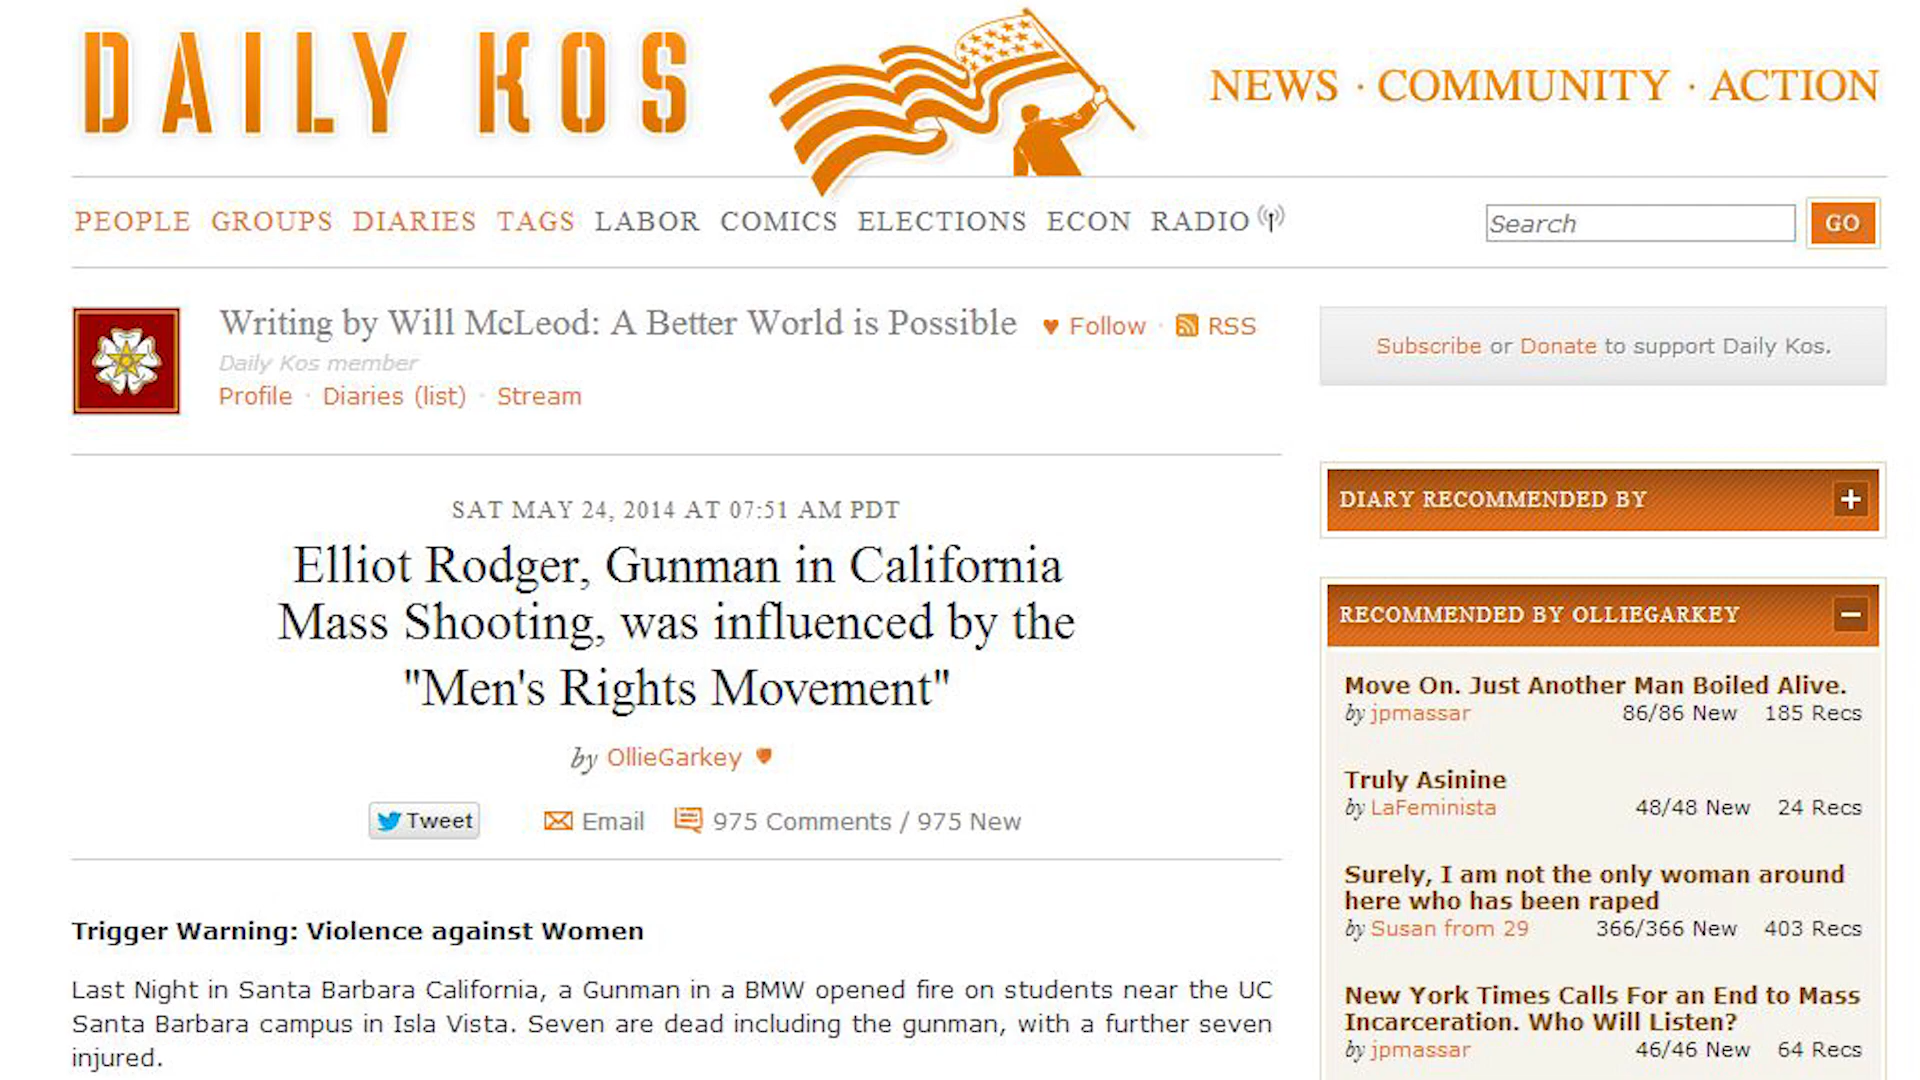 DAILY KOS
NEWS · COMMUNITY · ACTION
PEOPLE GROUPS DIARIES TAGS LABOR COMICS ELECTIONS ECON RADIO
Search
GO
Writing by Will McLeod: A Better World is Possible
Follow · RSS
Daily Kos member
Profile · Diaries (list) · Stream
Subscribe or Donate to support Daily Kos.
SAT MAY 24, 2014 AT 07:51 AM PDT
Elliot Rodger, Gunman in California
Mass Shooting, was influenced by the
"Men's Rights Movement"
by OllieGarkey
Tweet
Email
975 Comments / 975 New
Trigger Warning: Violence against Women
Last Night in Santa Barbara California, a Gunman in a BMW opened fire on students near the UC
Santa Barbara campus in Isla Vista. Seven are dead including the gunman, with a further seven
injured.
DIARY RECOMMENDED BY
+
RECOMMENDED BY OLLIEGARKEY
–
Move On. Just Another Man Boiled Alive.
by jpmassar 86/86 New 185 Recs
Truly Asinine
by LaFeminista 48/48 New 24 Recs
Surely, I am not the only woman around
here who has been raped
by Susan from 29 366/366 New 403 Recs
New York Times Calls For an End to Mass
Incarceration. Who Will Listen?
by jpmassar 46/46 New 64 Recs